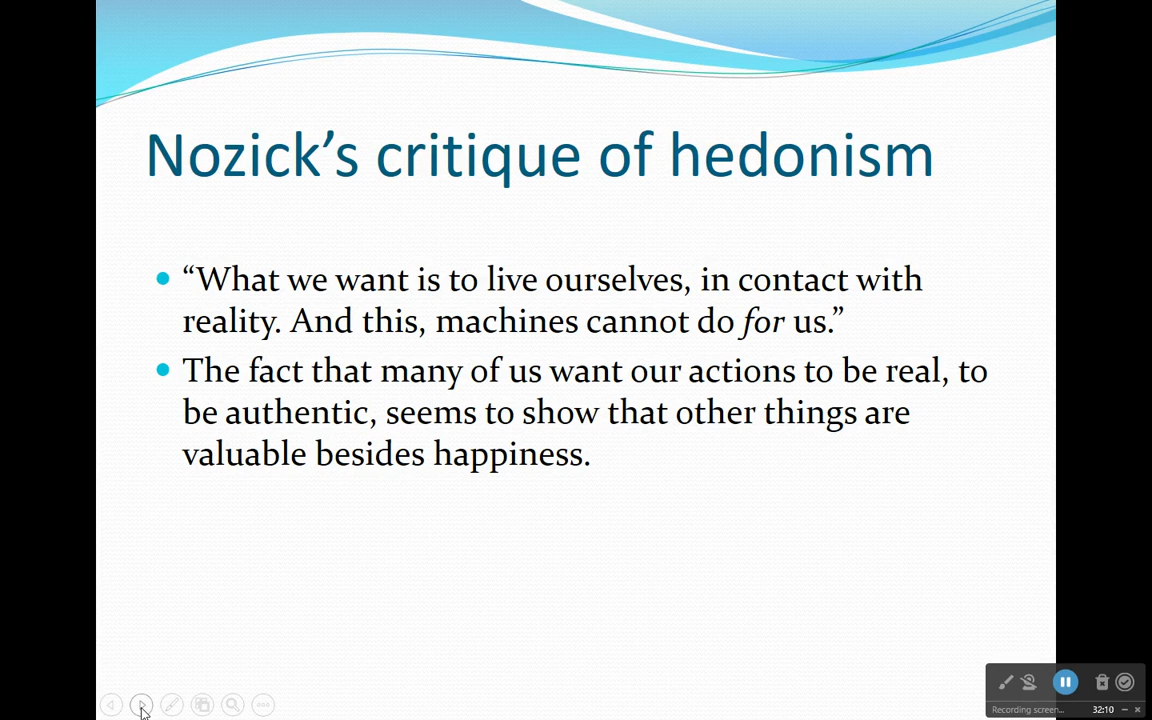 Nozick’s critique of hedonism
“What we want is to live ourselves, in contact with
reality. And this, machines cannot do for us.”
The fact that many of us want our actions to be real, to
be authentic, seems to show that other things are
valuable besides happiness.
Recording screen... 32:10